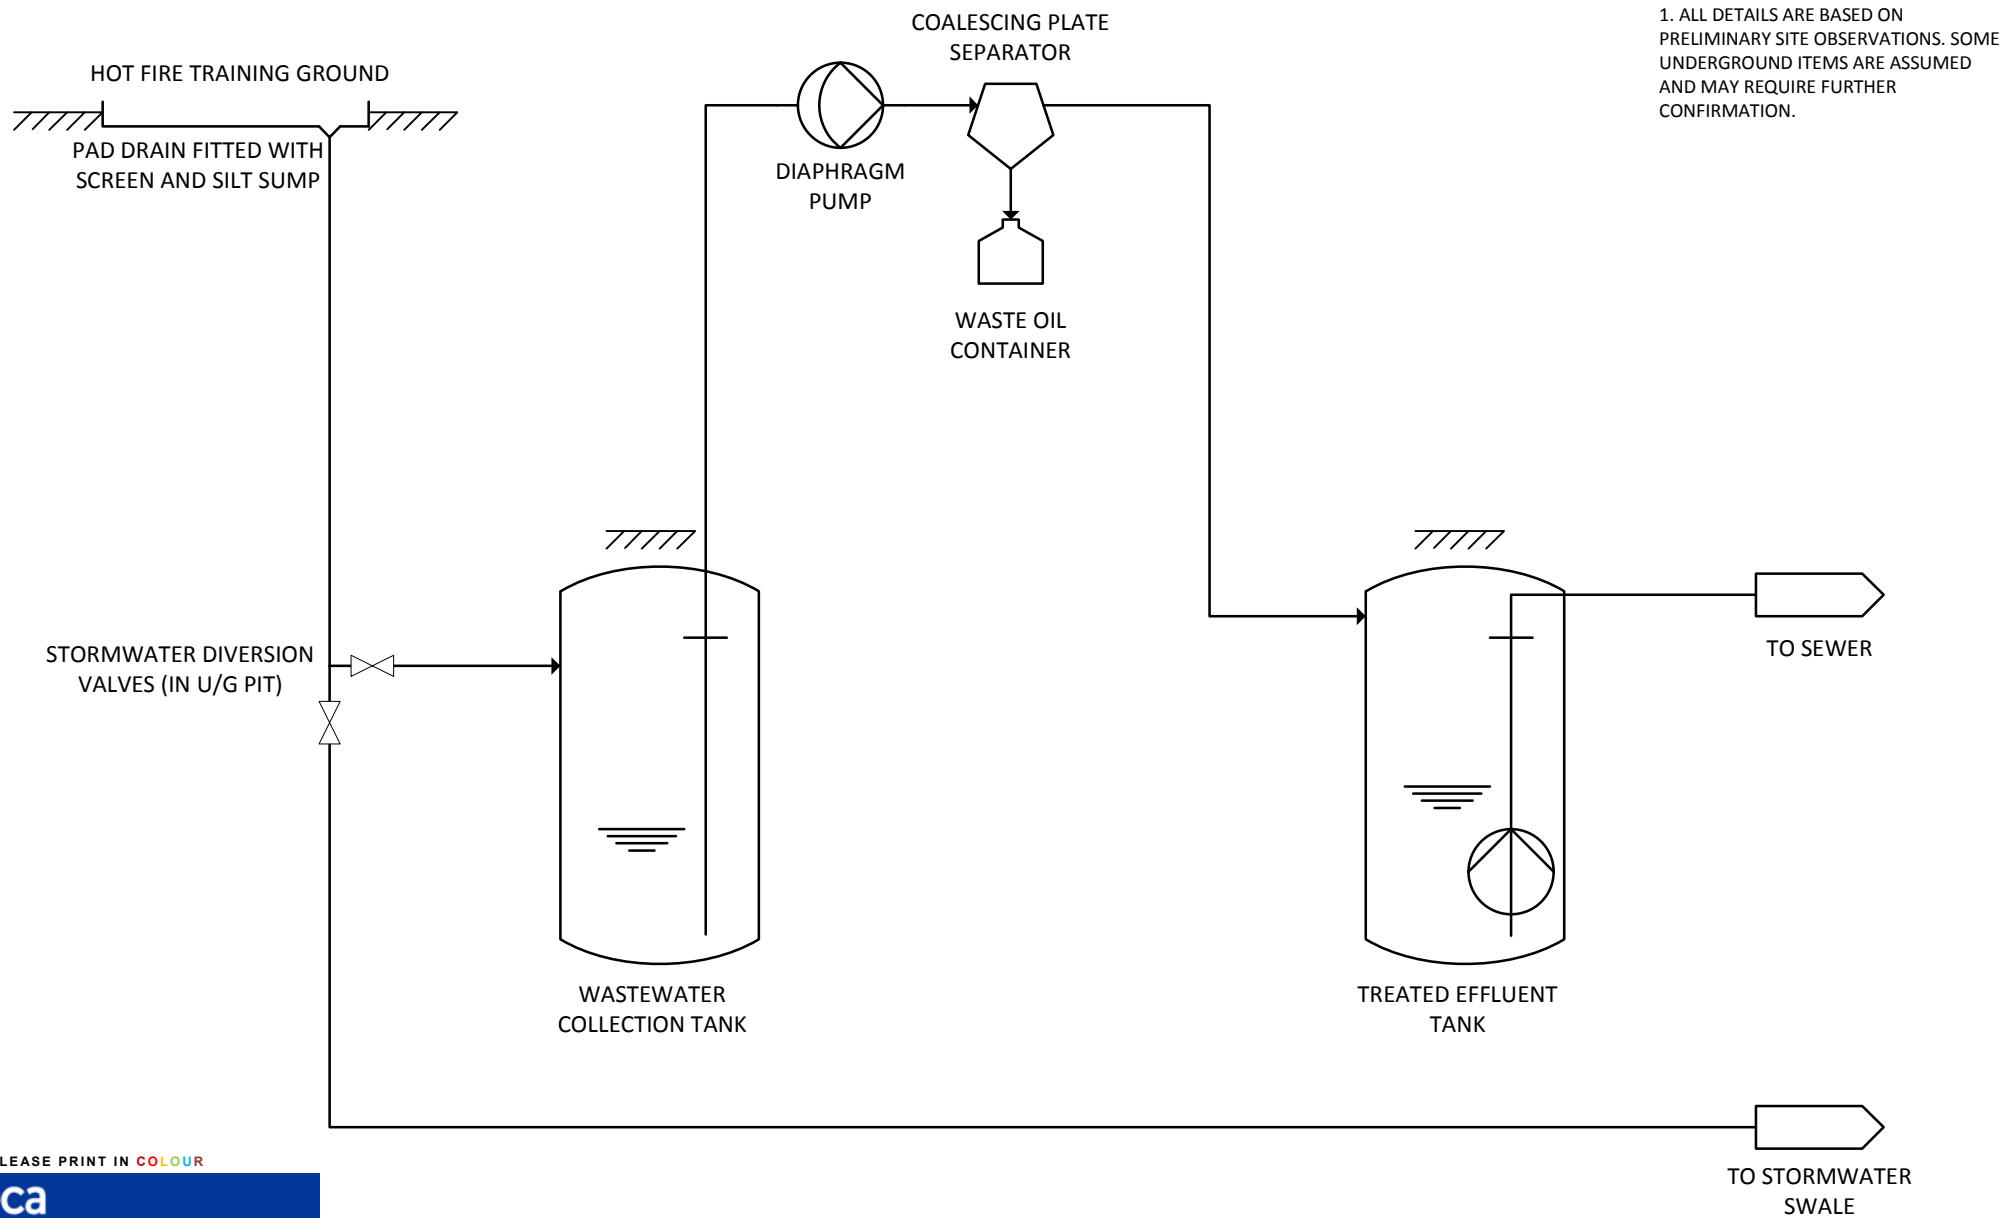 COALESCING PLATE
SEPARATOR
1. ALL DETAILS ARE BASED ON
PRELIMINARY SITE OBSERVATIONS. SOME
UNDERGROUND ITEMS ARE ASSUMED
AND MAY REQUIRE FURTHER
CONFIRMATION.
HOT FIRE TRAINING GROUND
PAD DRAIN FITTED WITH
SCREEN AND SILT SUMP
DIAPHRAGM
PUMP
WASTE OIL
CONTAINER
STORMWATER DIVERSION
VALVES (IN U/G PIT)
TO SEWER
WASTEWATER
COLLECTION TANK
TREATED EFFLUENT
TANK
LEASE PRINT IN COLOUR
ca
TO STORMWATER
SWALE